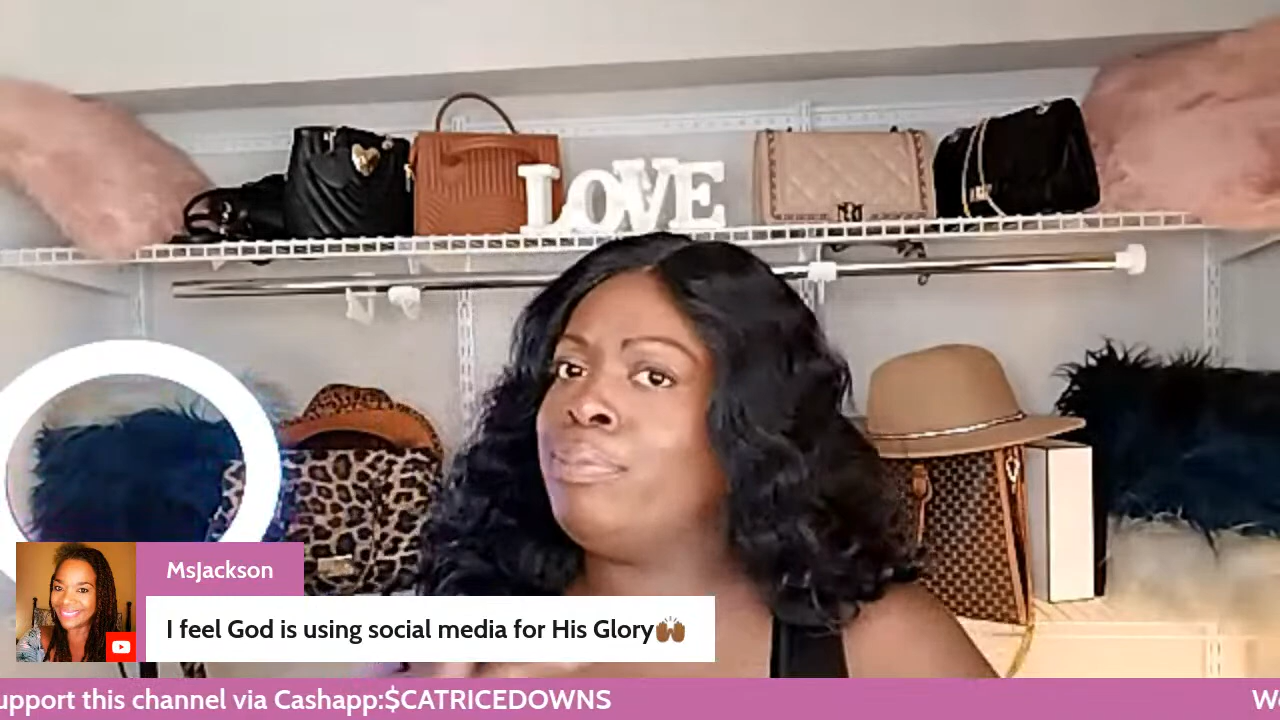 LOVE
MsJackson
I feel God is using social media for His Glory🙌🏾
upport this channel via Cashapp:$CATRICEDOWNS
W